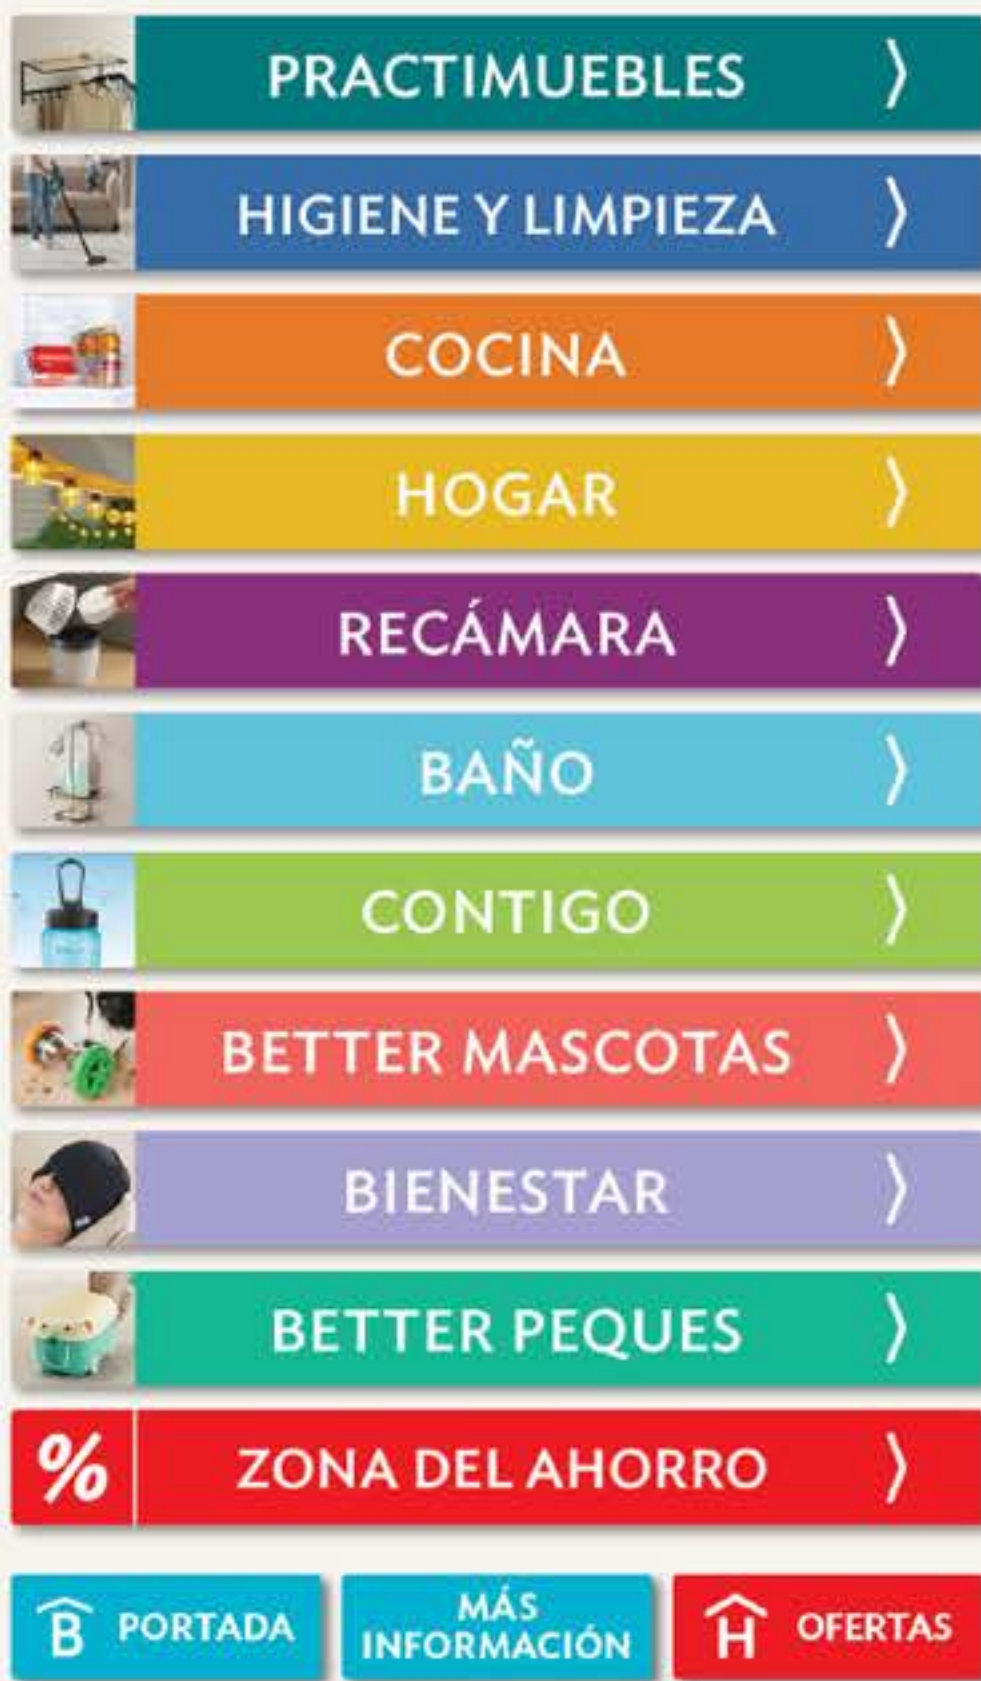 PRACTIMUEBLES
HIGIENE Y LIMPIEZA
COCINA
HOGAR
RECÁMARA
BAÑO
CONTIGO
BETTER MASCOTAS
BIENESTAR
BETTER PEQUES
% ZONA DEL AHORRO
B PORTADA
MÁS
INFORMACIÓN
H OFERTAS